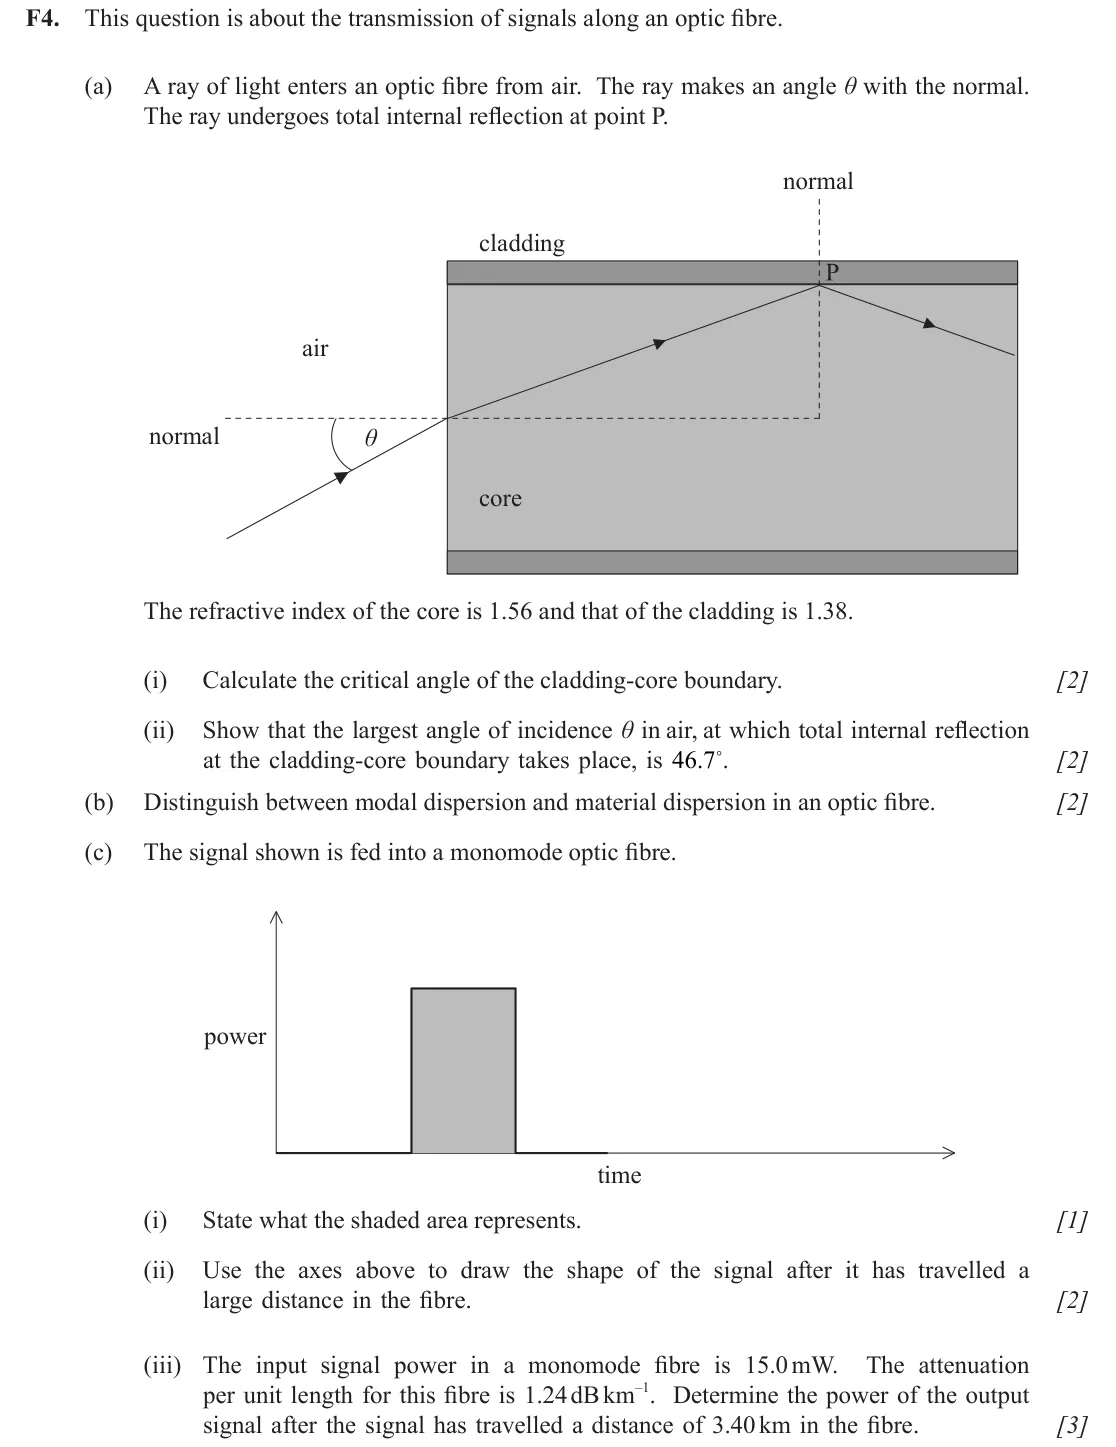 F4. This question is about the transmission of signals along an optic fibre.
(a) A ray of light enters an optic fibre from air. The ray makes an angle θ with the normal.
The ray undergoes total internal reflection at point P.
normal
cladding
P
air
normal
θ
core
The refractive index of the core is 1.56 and that of the cladding is 1.38.
(i) Calculate the critical angle of the cladding-core boundary. [2]
(ii) Show that the largest angle of incidence θ in air, at which total internal reflection
at the cladding-core boundary takes place, is 46.7°. [2]
(b) Distinguish between modal dispersion and material dispersion in an optic fibre. [2]
(c) The signal shown is fed into a monomode optic fibre.
power
time
(i) State what the shaded area represents. [1]
(ii) Use the axes above to draw the shape of the signal after it has travelled a
large distance in the fibre. [2]
(iii) The input signal power in a monomode fibre is 15.0 mW. The attenuation
per unit length for this fibre is 1.24 dB km⁻¹. Determine the power of the output
signal after the signal has travelled a distance of 3.40 km in the fibre. [3]